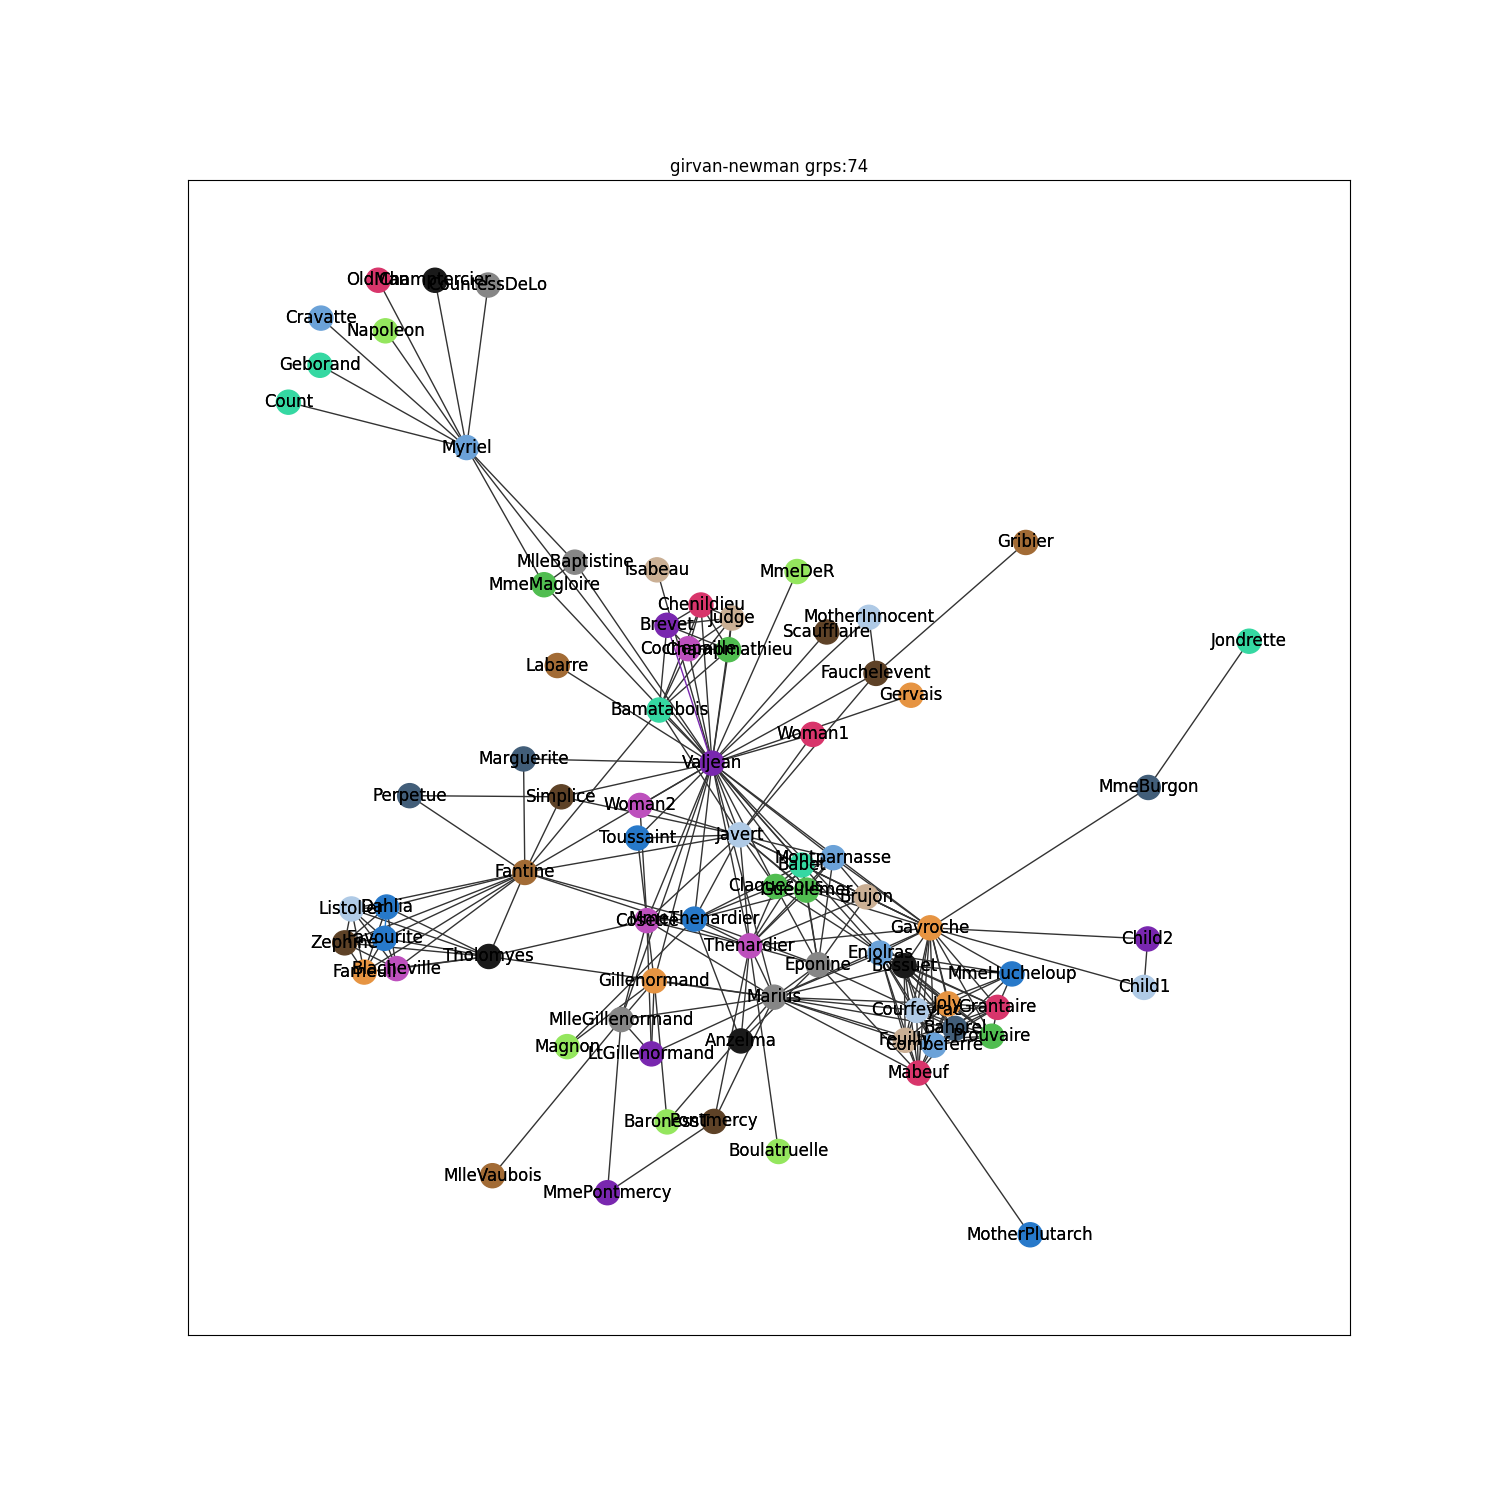 girvan-newman grps:74
OldMan
Champtercier
CountessDeLo
Cravatte
Napoleon
Geborand
Count
Myriel
Gribier
MlleBaptistine
Isabeau
MmeDeR
MmeMagloire
Chenildieu
Judge
MotherInnocent
Brevet
Scaufflaire
Jondrette
Cochepaille
Champmathieu
Labarre
Fauchelevent
Gervais
Bamatabois
Woman1
Marguerite
Valjean
MmeBurgon
Perpetue
Simplice
Woman2
Toussaint
Javert
Montparnasse
Babet
Fantine
Claquesous
Gueulemer
Brujon
Listolier
Dahlia
Cosette
MmeThenardier
Gavroche
Zephine
Favourite
Child2
Thenardier
Tholomyes
Enjolras
Eponine
Bossuet
Fameuil
Blacheville
MmeHucheloup
Gillenormand
Child1
Marius
Courfeyrac
Joly
Grantaire
MlleGillenormand
Bahorel
Prouvaire
Feuilly
Combeferre
Magnon
LtGillenormand
Anzelma
Mabeuf
BaronessT
Pontmercy
Boulatruelle
MlleVaubois
MmePontmercy
MotherPlutarch